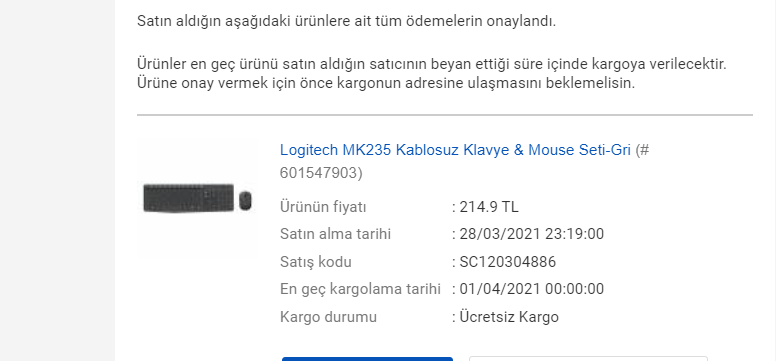 Satın aldığın aşağıdaki ürünlere ait tüm ödemelerin onaylandı.
Ürünler en geç ürünü satın aldığın satıcının beyan ettiği süre içinde kargoya verilecektir.
Ürüne onay vermek için önce kargonun adresine ulaşmasını beklemelisin.
Logitech MK235 Kablosuz Klavye & Mouse Seti-Gri (#
601547903)
Ürünün fiyatı : 214.9 TL
Satın alma tarihi : 28/03/2021 23:19:00
Satış kodu : SC120304886
En geç kargolama tarihi : 01/04/2021 00:00:00
Kargo durumu : Ücretsiz Kargo